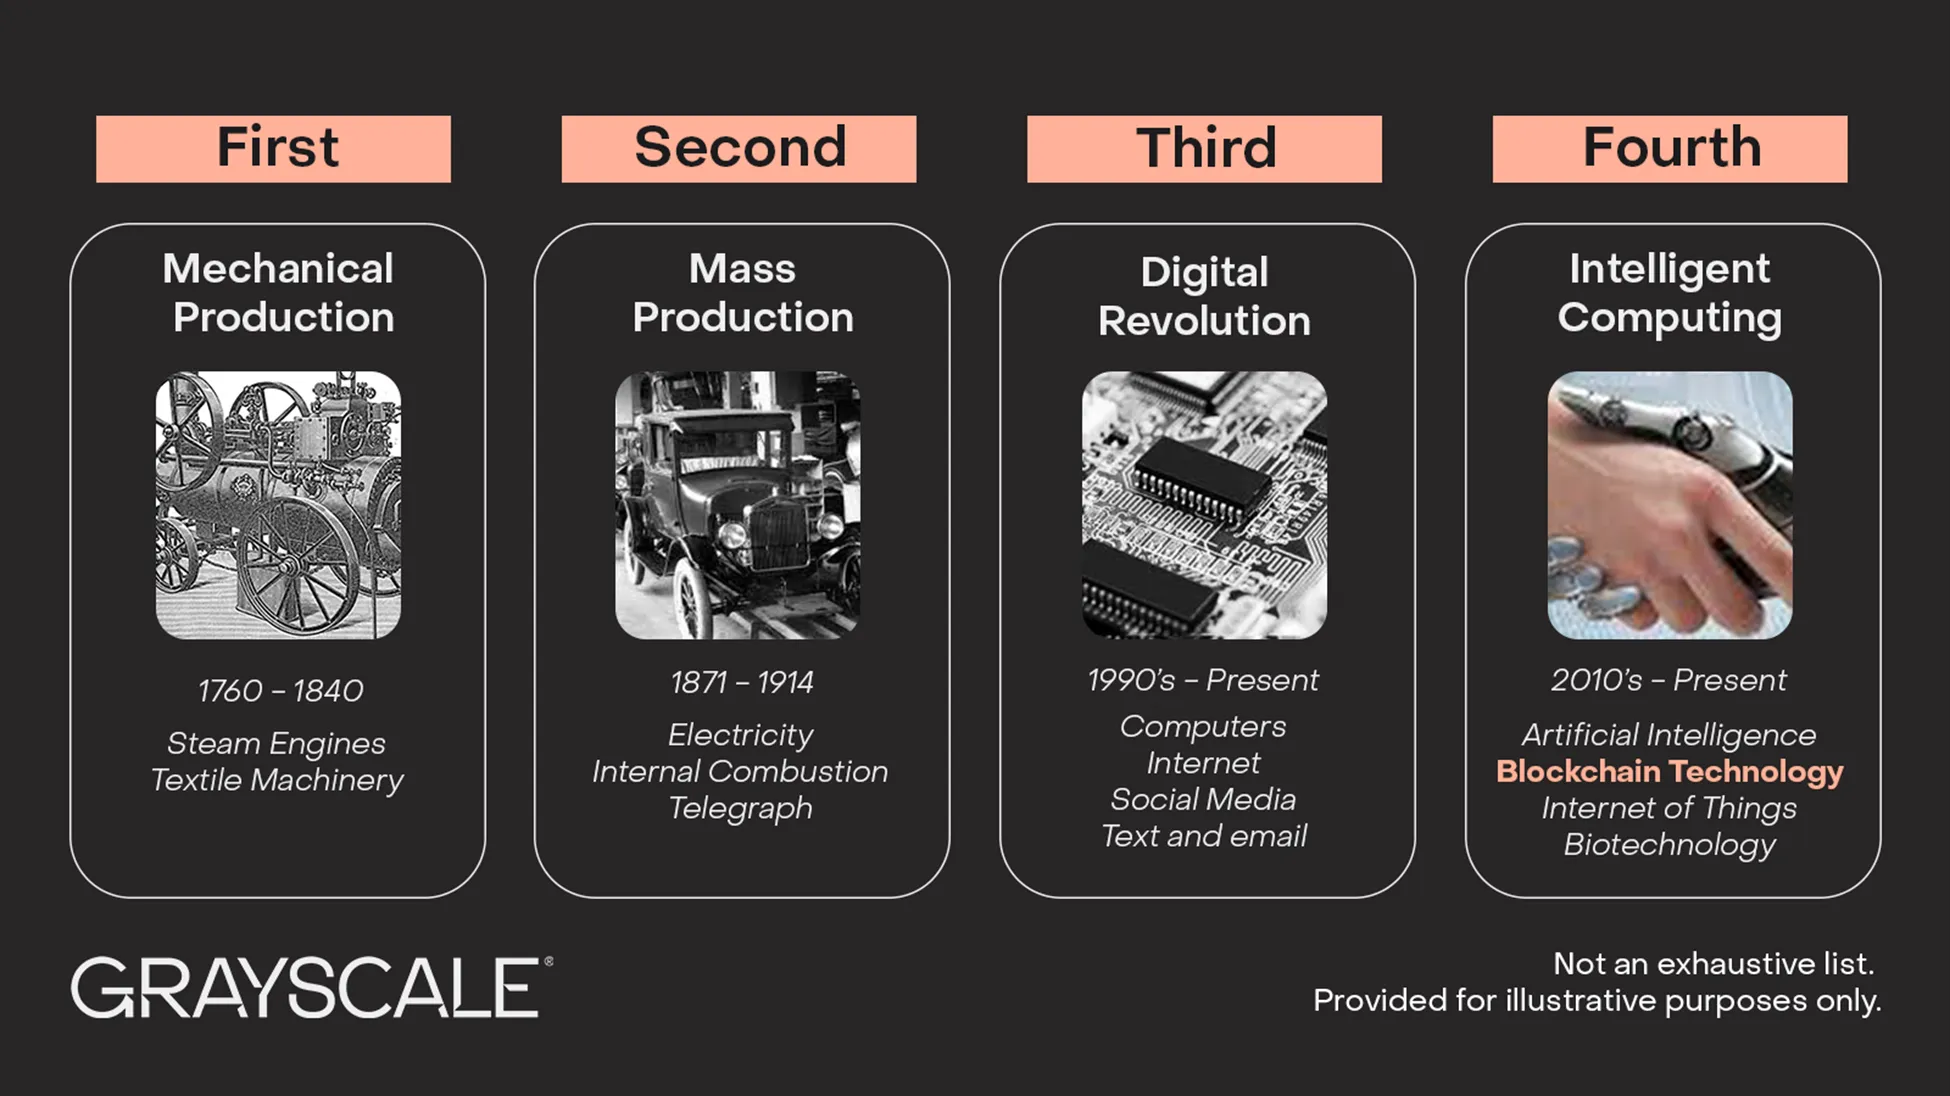 First
Second
Third
Fourth
Mechanical
Production
1760 – 1840
Steam Engines
Textile Machinery
Mass
Production
1871 – 1914
Electricity
Internal Combustion
Telegraph
Digital
Revolution
1990’s – Present
Computers
Internet
Social Media
Text and email
Intelligent
Computing
2010’s – Present
Artificial Intelligence
Blockchain Technology
Internet of Things
Biotechnology
GRAYSCALE®
Not an exhaustive list.
Provided for illustrative purposes only.